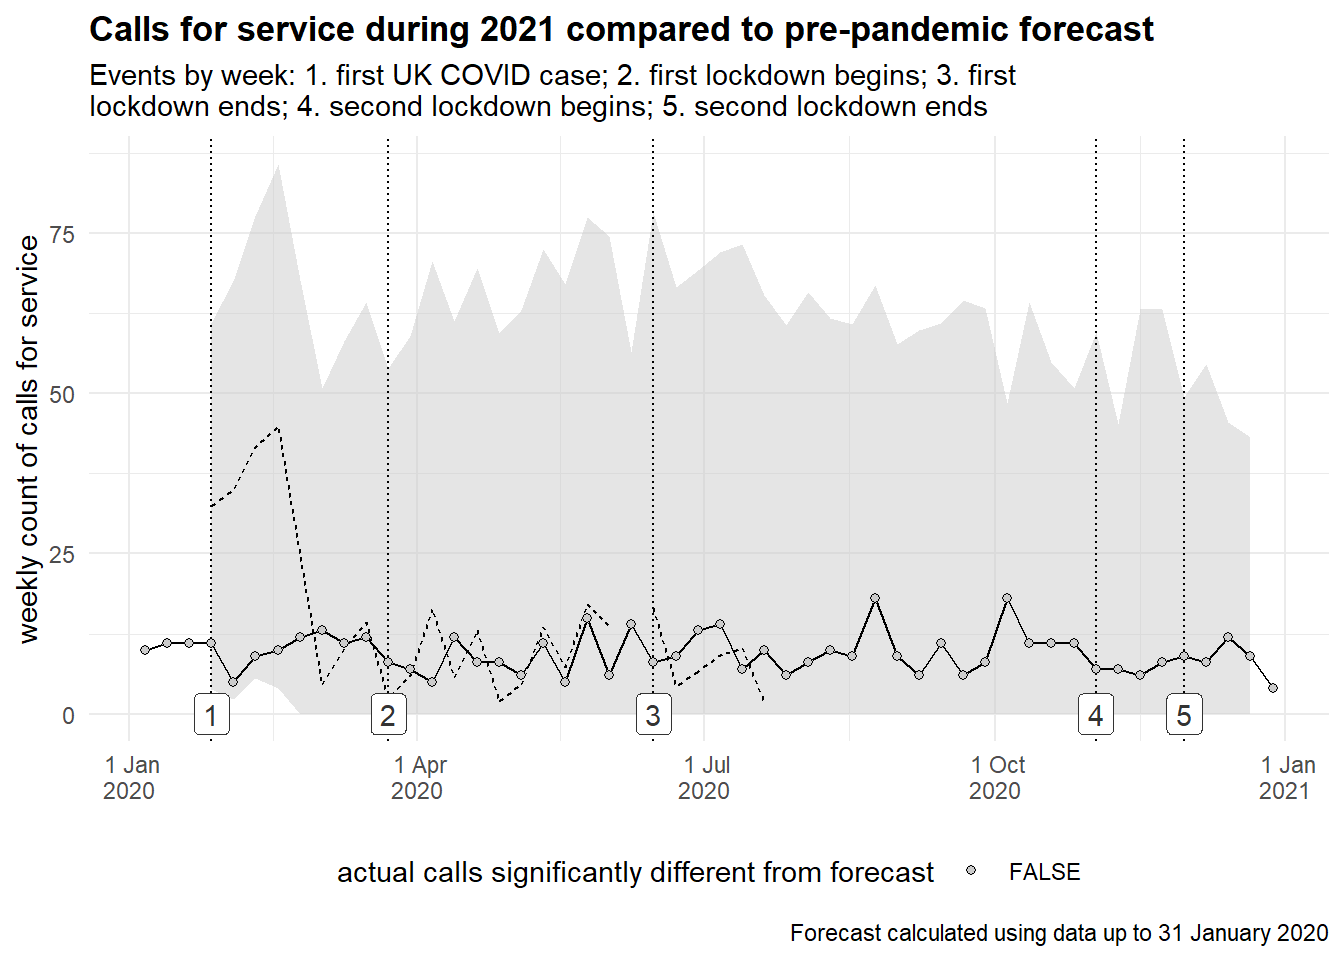 Calls for service during 2021 compared to pre-pandemic forecast
Events by week: 1. first UK COVID case; 2. first lockdown begins; 3. first
lockdown ends; 4. second lockdown begins; 5. second lockdown ends
weekly count of calls for service
75
50
25
0
1
2
3
4
5
1 Jan
2020
1 Apr
2020
1 Jul
2020
1 Oct
2020
1 Jan
2021
actual calls significantly different from forecast
FALSE
Forecast calculated using data up to 31 January 2020